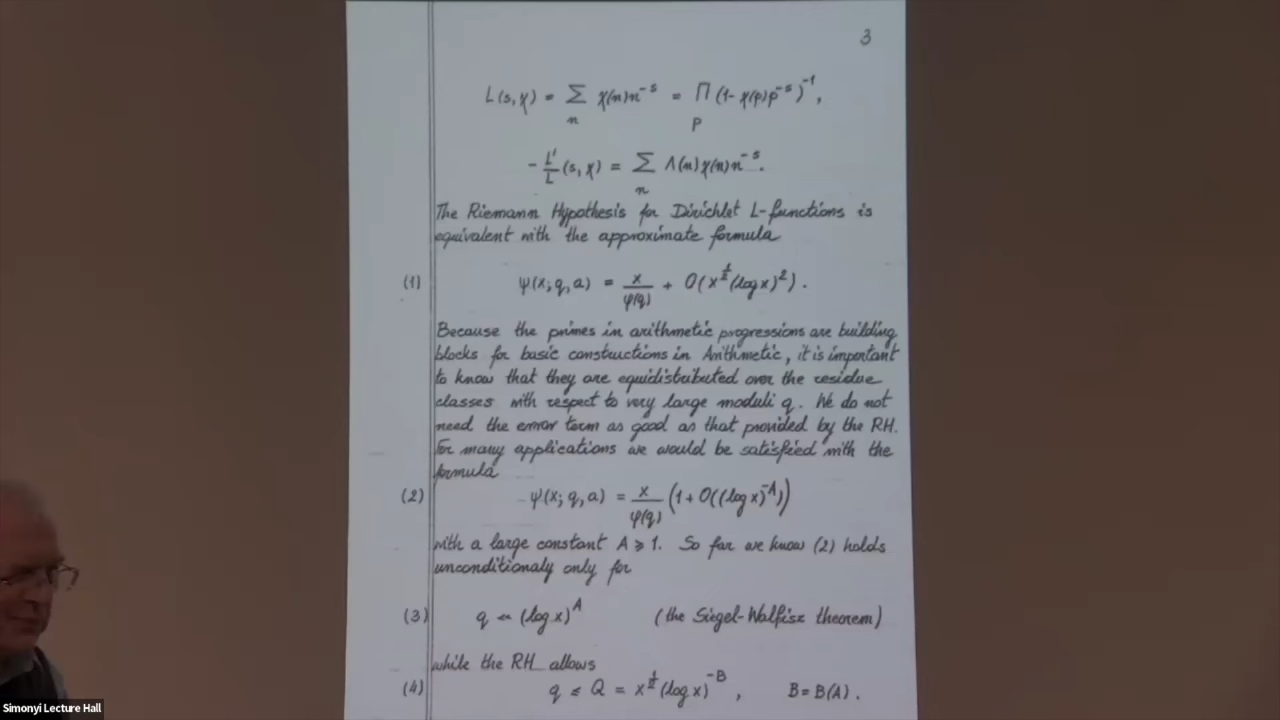 3
L(s,χ) = Σ_n χ(n)n^{-s} = Π_p (1-χ(p)p^{-s})^{-1},
-L'/L (s,χ) = Σ_n Λ(n)χ(n)n^{-s}.
The Riemann Hypothesis for Dirichlet L-functions is
equivalent with the approximate formula
(1) ψ(x;q,a) = x/φ(q) + O(x^{1/2}(log x)^2).
Because the primes in arithmetic progressions are building
blocks for basic constructions in Arithmetic, it is important
to know that they are equidistributed over the residue
classes with respect to very large moduli q. We do not
need the error term as good as that provided by the RH.
For many applications we would be satisfied with the
formula
(2) ψ(x;q,a) = x/φ(q) (1+O((log x)^{-A}))
with a large constant A ⩾ 1. So far we know (2) holds
unconditionaly only for
(3) q ≪ (log x)^A (the Siegel-Walfisz theorem)
while the RH allows
(4) q ≤ Q = x^{1/2}(log x)^{-B}, B=B(A).
Simonyi Lecture Hall